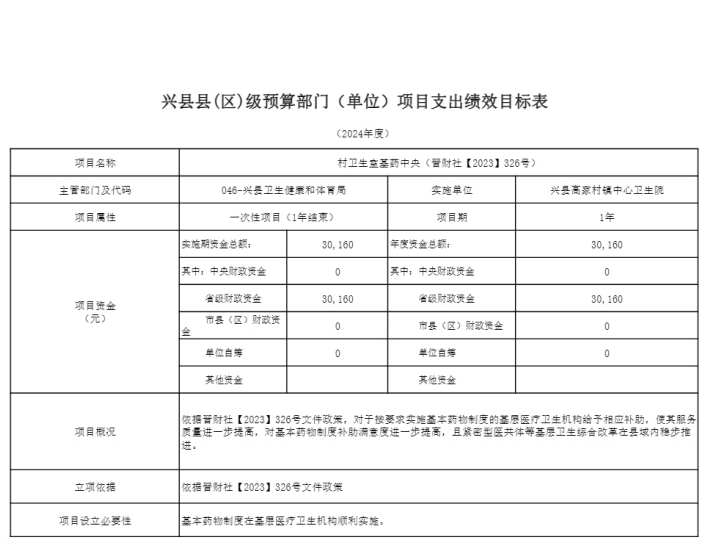 兴县县(区)级预算部门（单位）项目支出绩效目标表
（2024年度）
项目名称 村卫生室基药中央（晋财社【2023】326号）
主管部门及代码 046-兴县卫生健康和体育局 实施单位 兴县高家村镇中心卫生院
项目属性 一次性项目（1年结束） 项目期 1年
项目资金
（元）
实施期资金总额： 30,160 年度资金总额： 30,160
其中：中央财政资金 0 其中：中央财政资金 0
省级财政资金 30,160 省级财政资金 30,160
市县（区）财政资
金 0 市县（区）财政资金 0
单位自筹 0 单位自筹 0
其他资金 其他资金
项目概况
依据晋财社【2023】326号文件政策，对于按要求实施基本药物制度的基层医疗卫生机构给予相应补助，使其服务
质量进一步提高，对基本药物制度补助满意度进一步提高，且紧密型医共体等基层卫生综合改革在县域内稳步推
进。
立项依据 依据晋财社【2023】326号文件政策
项目设立必要性 基本药物制度在基层医疗卫生机构顺利实施。